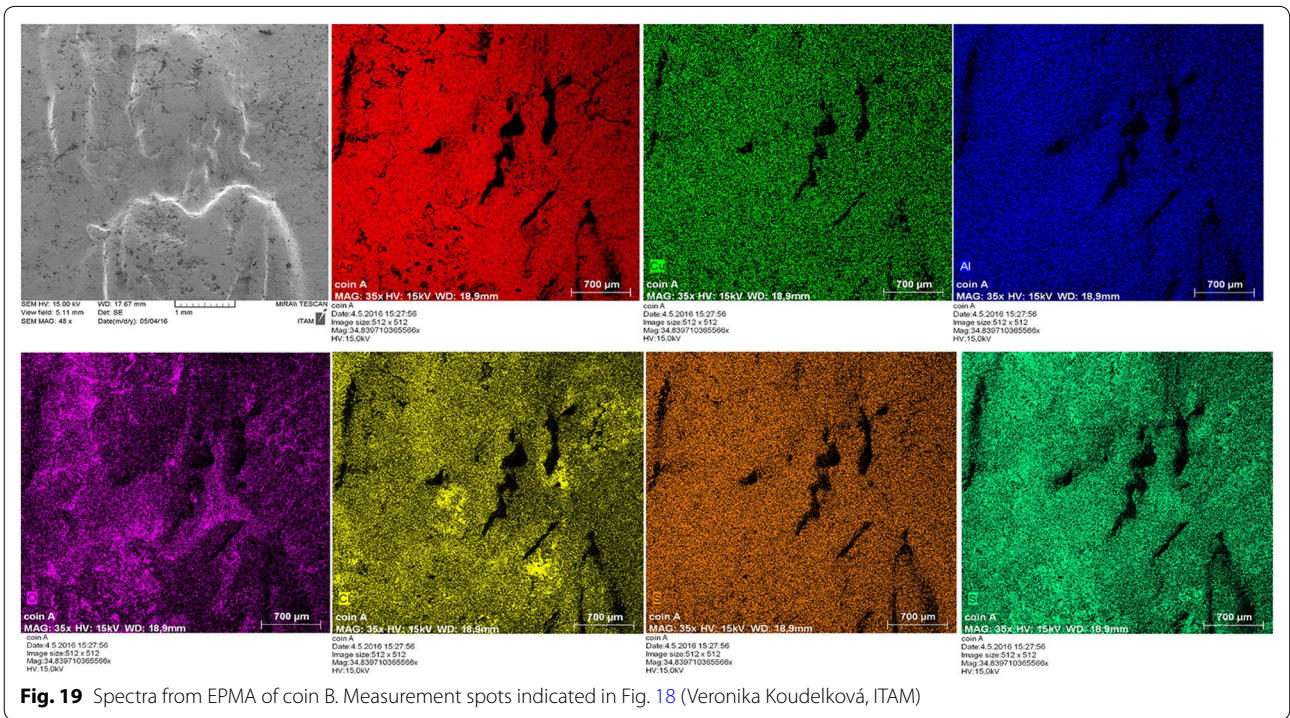 SEM HV: 15.00 kV WD: 17.67 mm MIRA\\ TESCAN
View field: 5.11 mm Det: SE 1 mm
SEM MAG: 48 x Date(m/d/y): 05/04/16 ITAM
Ag
coin A
MAG: 35x HV: 15kV WD: 18,9mm 700 µm
coin A
Date:4.5.2016 15:27:56
Image size:512 x 512
Mag:34,839710365566x
HV:15,0kV
Cu
coin A
MAG: 35x HV: 15kV WD: 18,9mm 700 µm
coin A
Date:4.5.2016 15:27:56
Image size:512 x 512
Mag:34,839710365566x
HV:15,0kV
Al
coin A
MAG: 35x HV: 15kV WD: 18,9mm 700 µm
coin A
Date:4.5.2016 15:27:56
Image size:512 x 512
Mag:34,839710365566x
HV:15,0kV
coin A
MAG: 35x HV: 15kV WD: 18,9mm 700 µm
coin A
Date:4.5.2016 15:27:56
Image size:512 x 512
Mag:34,839710365566x
HV:15,0kV
Cl
coin A
MAG: 35x HV: 15kV WD: 18,9mm 700 µm
coin A
Date:4.5.2016 15:27:56
Image size:512 x 512
Mag:34,839710365566x
HV:15,0kV
S
coin A
MAG: 35x HV: 15kV WD: 18,9mm 700 µm
coin A
Date:4.5.2016 15:27:56
Image size:512 x 512
Mag:34,839710365566x
HV:15,0kV
coin A
MAG: 35x HV: 15kV WD: 18,9mm 700 µm
coin A
Date:4.5.2016 15:27:56
Image size:512 x 512
Mag:34,839710365566x
HV:15,0kV
Fig. 19 Spectra from EPMA of coin B. Measurement spots indicated in Fig. 18 (Veronika Koudelková, ITAM)